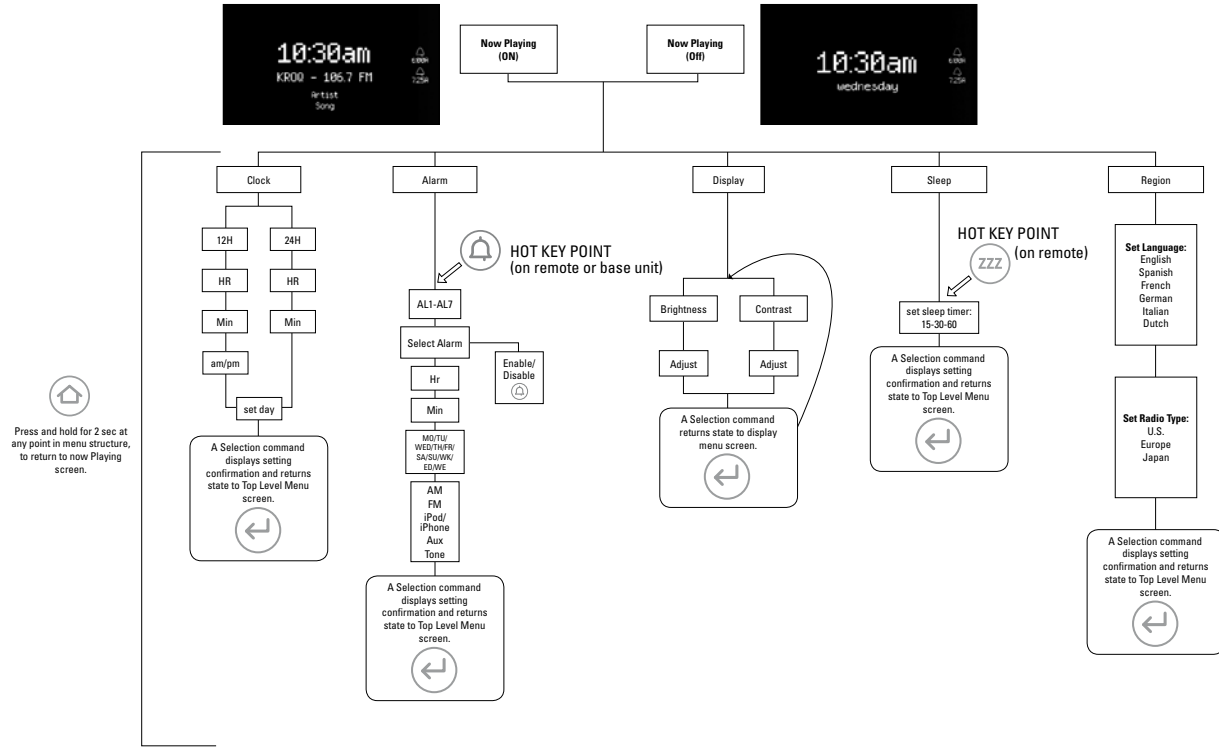 10:30am
KROQ - 106.7 FM
Artist
Song
6:00A
7:25A
Now Playing
(ON)
Now Playing
(Off)
10:30am
wednesday
6:00A
7:25A
Clock
Alarm
Display
Sleep
Region
12H
24H
HR
HR
Min
Min
am/pm
set day
A Selection command
displays setting
confirmation and returns
state to Top Level Menu
screen.
HOT KEY POINT
(on remote or base unit)
AL1-AL7
Select Alarm
Enable/
Disable
Hr
Min
MO/TU/
WED/TH/FR/
SA/SU/WK/
ED/WE
AM
FM
iPod/
iPhone
Aux
Tone
A Selection command
displays setting
confirmation and returns
state to Top Level Menu
screen.
Brightness
Contrast
Adjust
Adjust
A Selection command
returns state to display
menu screen.
HOT KEY POINT
(on remote)
ZZZ
set sleep timer:
15-30-60
A Selection command
displays setting
confirmation and returns
state to Top Level Menu
screen.
Set Language:
English
Spanish
French
German
Italian
Dutch
Set Radio Type:
U.S.
Europe
Japan
A Selection command
displays setting
confirmation and returns
state to Top Level Menu
screen.
Press and hold for 2 sec at
any point in menu structure,
to return to now Playing
screen.